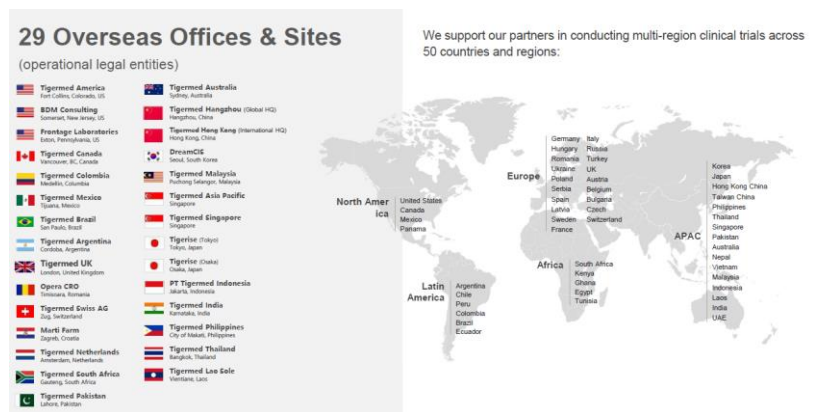 29 Overseas Offices & Sites
(operational legal entities)
Tigermed America
Fort Collins, Colorado, US
BDM Consulting
Somerset, New Jersey, US
Frontage Laboratories
Exton, Pennsylvania, US
Tigermed Canada
Vancouver, BC, Canada
Tigermed Colombia
Medellin, Columbia
Tigermed Mexico
Tijuana, Mexico
Tigermed Brazil
San Paulo, Brazil
Tigermed Argentina
Cordoba, Argentina
Tigermed UK
London, United Kingdom
Opera CRO
Timisoara, Romania
Tigermed Swiss AG
Zug, Switzerland
Marti Farm
Zagreb, Croatia
Tigermed Netherlands
Amsterdam, Netherlands
Tigermed South Africa
Gauteng, South Africa
Tigermed Pakistan
Lahore, Pakistan
Tigermed Australia
Sydney, Australia
Tigermed Hangzhou (Global HQ)
Hangzhou, China
Tigermed Hong Kong (International HQ)
Hong Kong, China
DreamCIS
Seoul, South Korea
Tigermed Malaysia
Puchong Selangor, Malaysia
Tigermed Asia Pacific
Singapore
Tigermed Singapore
Singapore
Tigerise (Tokyo)
Tokyo, Japan
Tigerise (Osaka)
Osaka, Japan
PT Tigermed Indonesia
Jakarta, Indonesia
Tigermed India
Karnataka, India
Tigermed Philippines
City of Makati, Philippines
Tigermed Thailand
Bangkok, Thailand
Tigermed Lao Sole
Vientiane, Laos
We support our partners in conducting multi-region clinical trials across
50 countries and regions:
North Amer
ica
United States
Canada
Mexico
Panama
Latin
America
Argentina
Chile
Peru
Colombia
Brazil
Ecuador
Europe
Germany Italy
Hungary Russia
Romania Turkey
Ukraine UK
Poland Austria
Serbia Belgium
Spain Bulgaria
Latvia Czech
Sweden Switzerland
France
Africa
South Africa
Kenya
Ghana
Egypt
Tunisia
APAC
Korea
Japan
Hong Kong China
Taiwan China
Philippines
Thailand
Singapore
Pakistan
Australia
Nepal
Vietnam
Malaysia
Indonesia
Laos
India
UAE